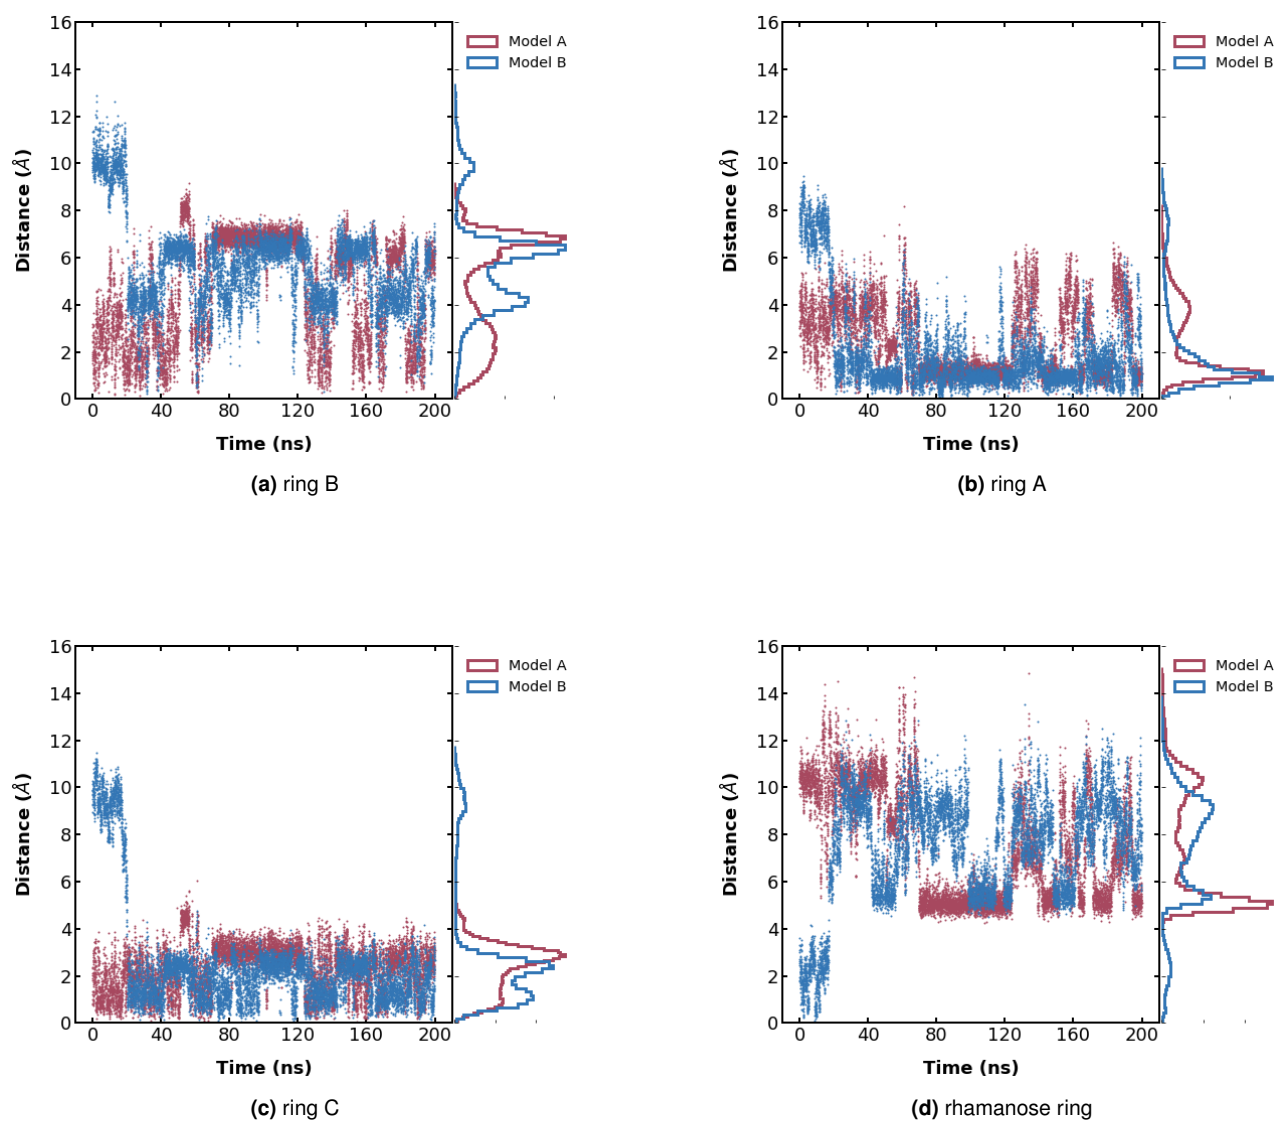 16
14
12
10
8
6
4
2
0
Distance (Å)
0 40 80 120 160 200
Time (ns)
Model A
Model B
(a) ring B
16
14
12
10
8
6
4
2
0
Distance (Å)
0 40 80 120 160 200
Time (ns)
Model A
Model B
(b) ring A
16
14
12
10
8
6
4
2
0
Distance (Å)
0 40 80 120 160 200
Time (ns)
Model A
Model B
(c) ring C
16
14
12
10
8
6
4
2
0
Distance (Å)
0 40 80 120 160 200
Time (ns)
Model A
Model B
(d) rhamanose ring